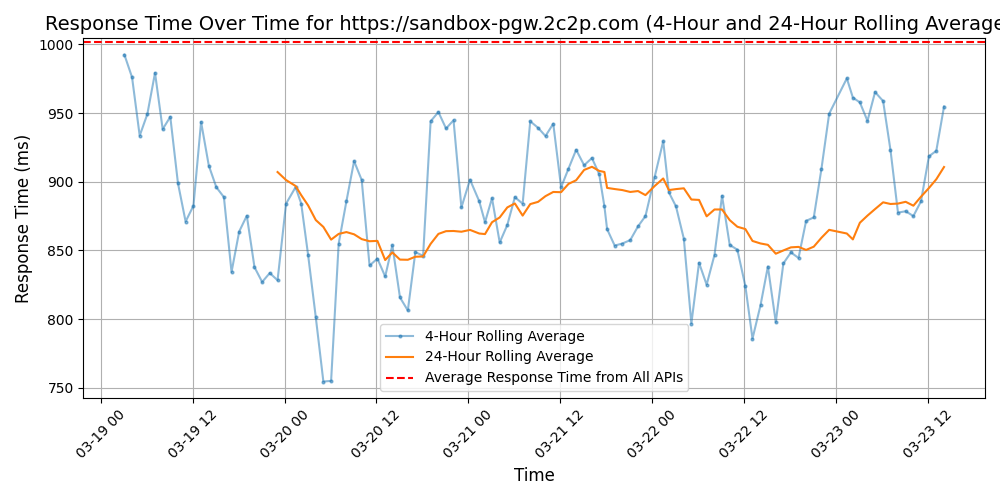 Response Time Over Time for https://sandbox-pgw.2c2p.com (4-Hour and 24-Hour Rolling Average
Response Time (ms)
1000
950
900
850
800
750
4-Hour Rolling Average
24-Hour Rolling Average
Average Response Time from All APIs
03-19 00
03-19 12
03-20 00
03-20 12
03-21 00
03-21 12
03-22 00
03-22 12
03-23 00
03-23 12
Time